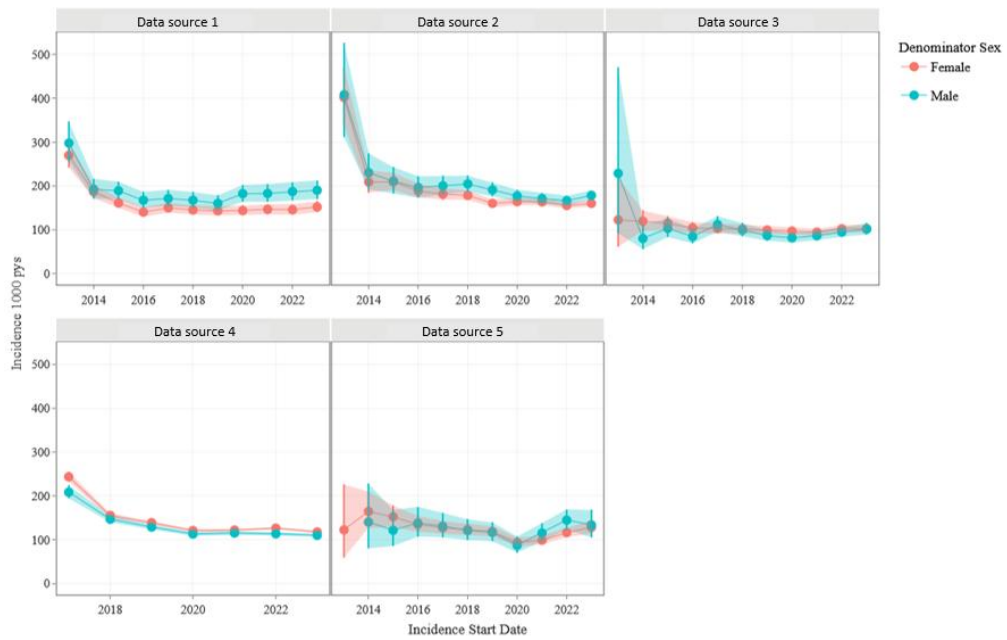 Data source 1
Data source 2
Data source 3
Denominator Sex
Female
Male
500
400
300
200
100
0
2014 2016 2018 2020 2022
2014 2016 2018 2020 2022
2014 2016 2018 2020 2022
Incidence 1000 pys
Data source 4
Data source 5
500
400
300
200
100
0
2018 2020 2022
2014 2016 2018 2020 2022
Incidence Start Date